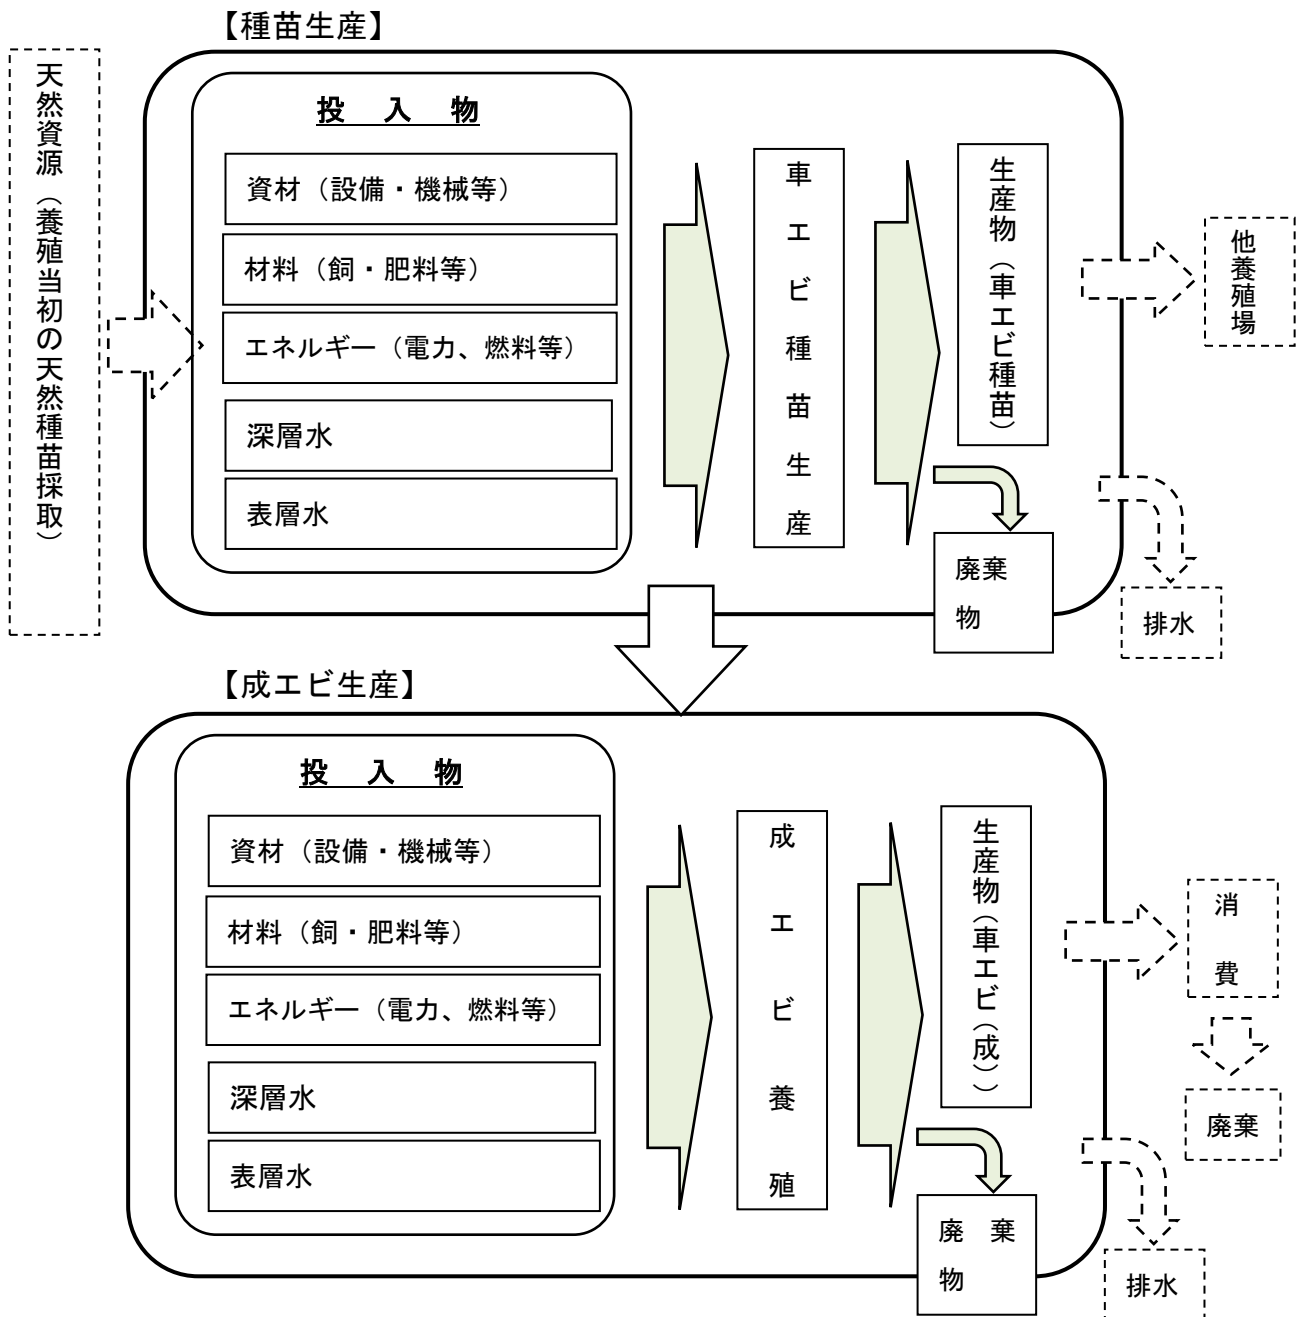 【種苗生産】
天然資源（養殖当初の天然種苗採取）
投　入　物
資材（設備・機械等）
材料（飼・肥料等）
エネルギー（電力、燃料等）
深層水
表層水
車エビ種苗生産
生産物（車エビ種苗）
廃棄
物
他養殖場
排水
【成エビ生産】
投　入　物
資材（設備・機械等）
材料（飼・肥料等）
エネルギー（電力、燃料等）
深層水
表層水
成エビ養殖
生産物（車エビ（成））
廃　棄
物
消費
廃棄
排水